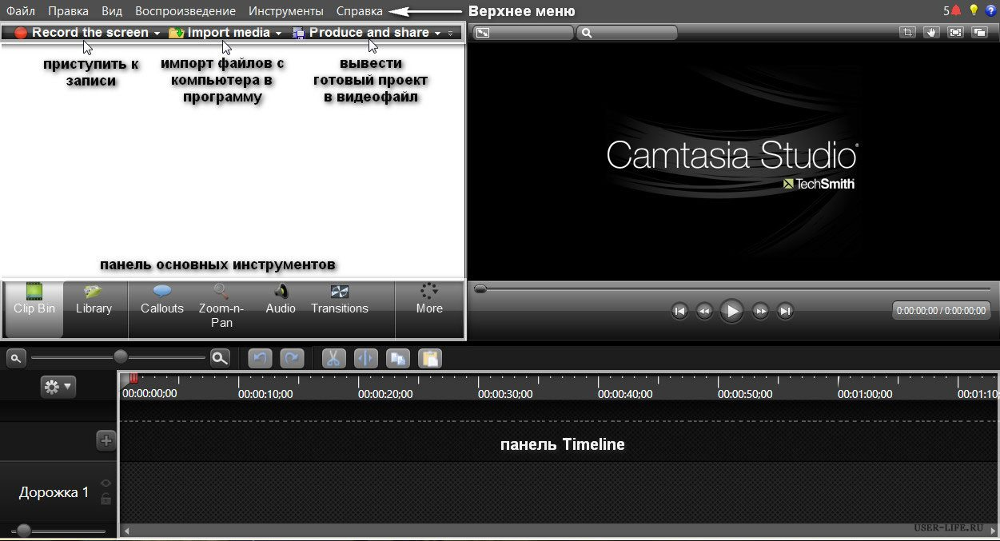 Файл Правка Вид Воспроизведение Инструменты Справка Верхнее меню 5 ?
Record the screen Import media Produce and share
приступить к
записи
импорт файлов с
компьютера в
программу
вывести
готовый проект
в видеофайл
Camtasia Studio®
TechSmith
панель основных инструментов
Clip Bin Library Callouts Zoom-n-
Pan Audio Transitions More
0:00:00;00 / 0:00:00;00
00:00:00;00 00:00:10;00 00:00:20;00 00:00:30;00 00:00:40;00 00:00:50;00 00:01:00;00 00:01:10
панель Timeline
Дорожка 1
USER-LIFE.RU